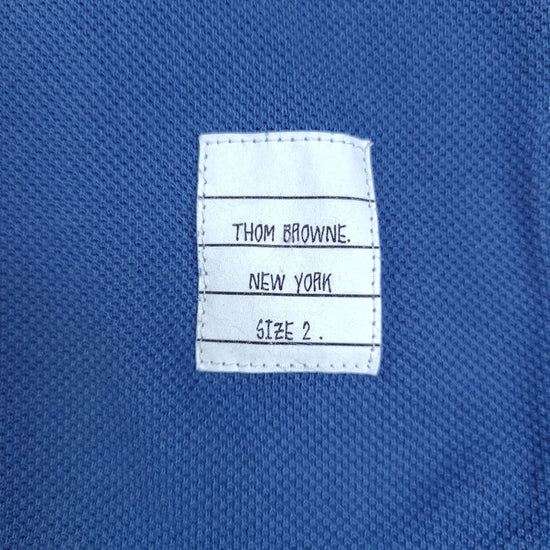 THOM BROWNE.
NEW YORK
SIZE 2 .